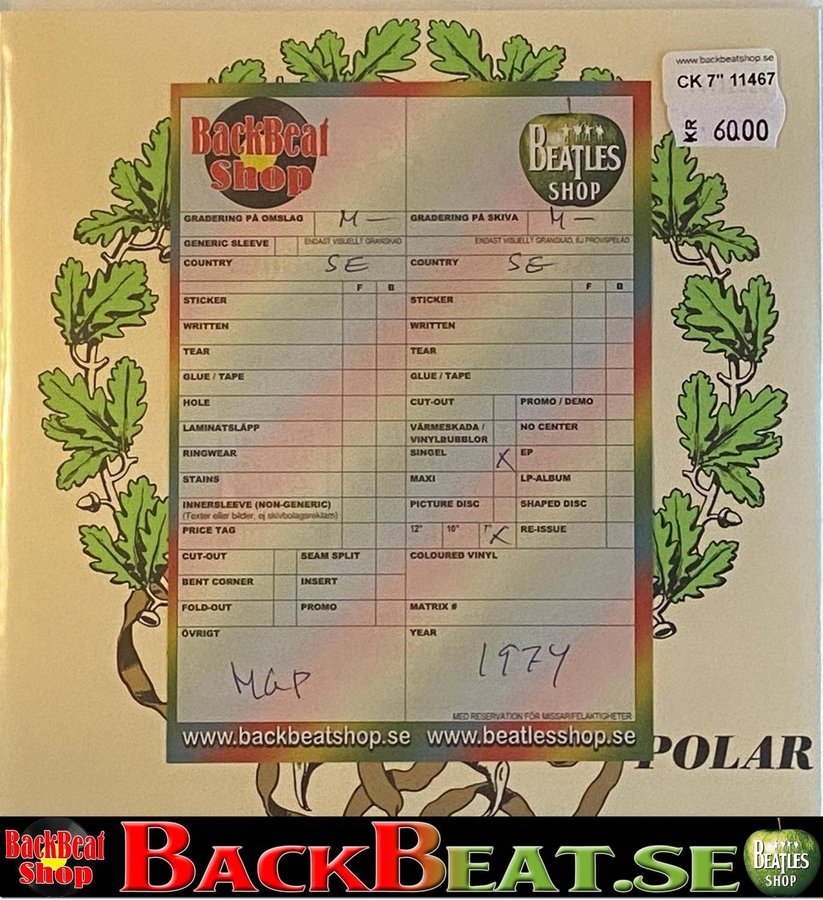 www.backbeatshop.se
CK 7" 11467
KR 60.00
BackBeat
Shop
BEATLES
SHOP
GRADERING PÅ OMSLAG M- GRADERING PÅ SKIVA M-
GENERIC SLEEVE ENDAST VISUELLT GRANSKAD ENDAST VISUELLT GRANSKAD, EJ PROVSPELAD
COUNTRY SE COUNTRY SE
F B F B
STICKER STICKER
WRITTEN WRITTEN
TEAR TEAR
GLUE / TAPE GLUE / TAPE
HOLE CUT-OUT PROMO / DEMO
LAMINATSLÄPP VÄRMESKADA / NO CENTER
VINYLBUBBLOR
RINGWEAR SINGEL X EP
STAINS MAXI LP-ALBUM
INNERSLEEVE (NON-GENERIC) PICTURE DISC SHAPED DISC
(Texter eller bilder, ej skivbolagsreklam)
PRICE TAG 12" 10" 7" X RE-ISSUE
CUT-OUT SEAM SPLIT COLOURED VINYL
BENT CORNER INSERT
FOLD-OUT PROMO MATRIX #
ÖVRIGT YEAR
MGP 1974
MED RESERVATION FÖR MISSAR/FELAKTIGHETER
www.backbeatshop.se www.beatlesshop.se
POLAR
BackBeat
Shop
BACKBEAT.SE
BEATLES
SHOP